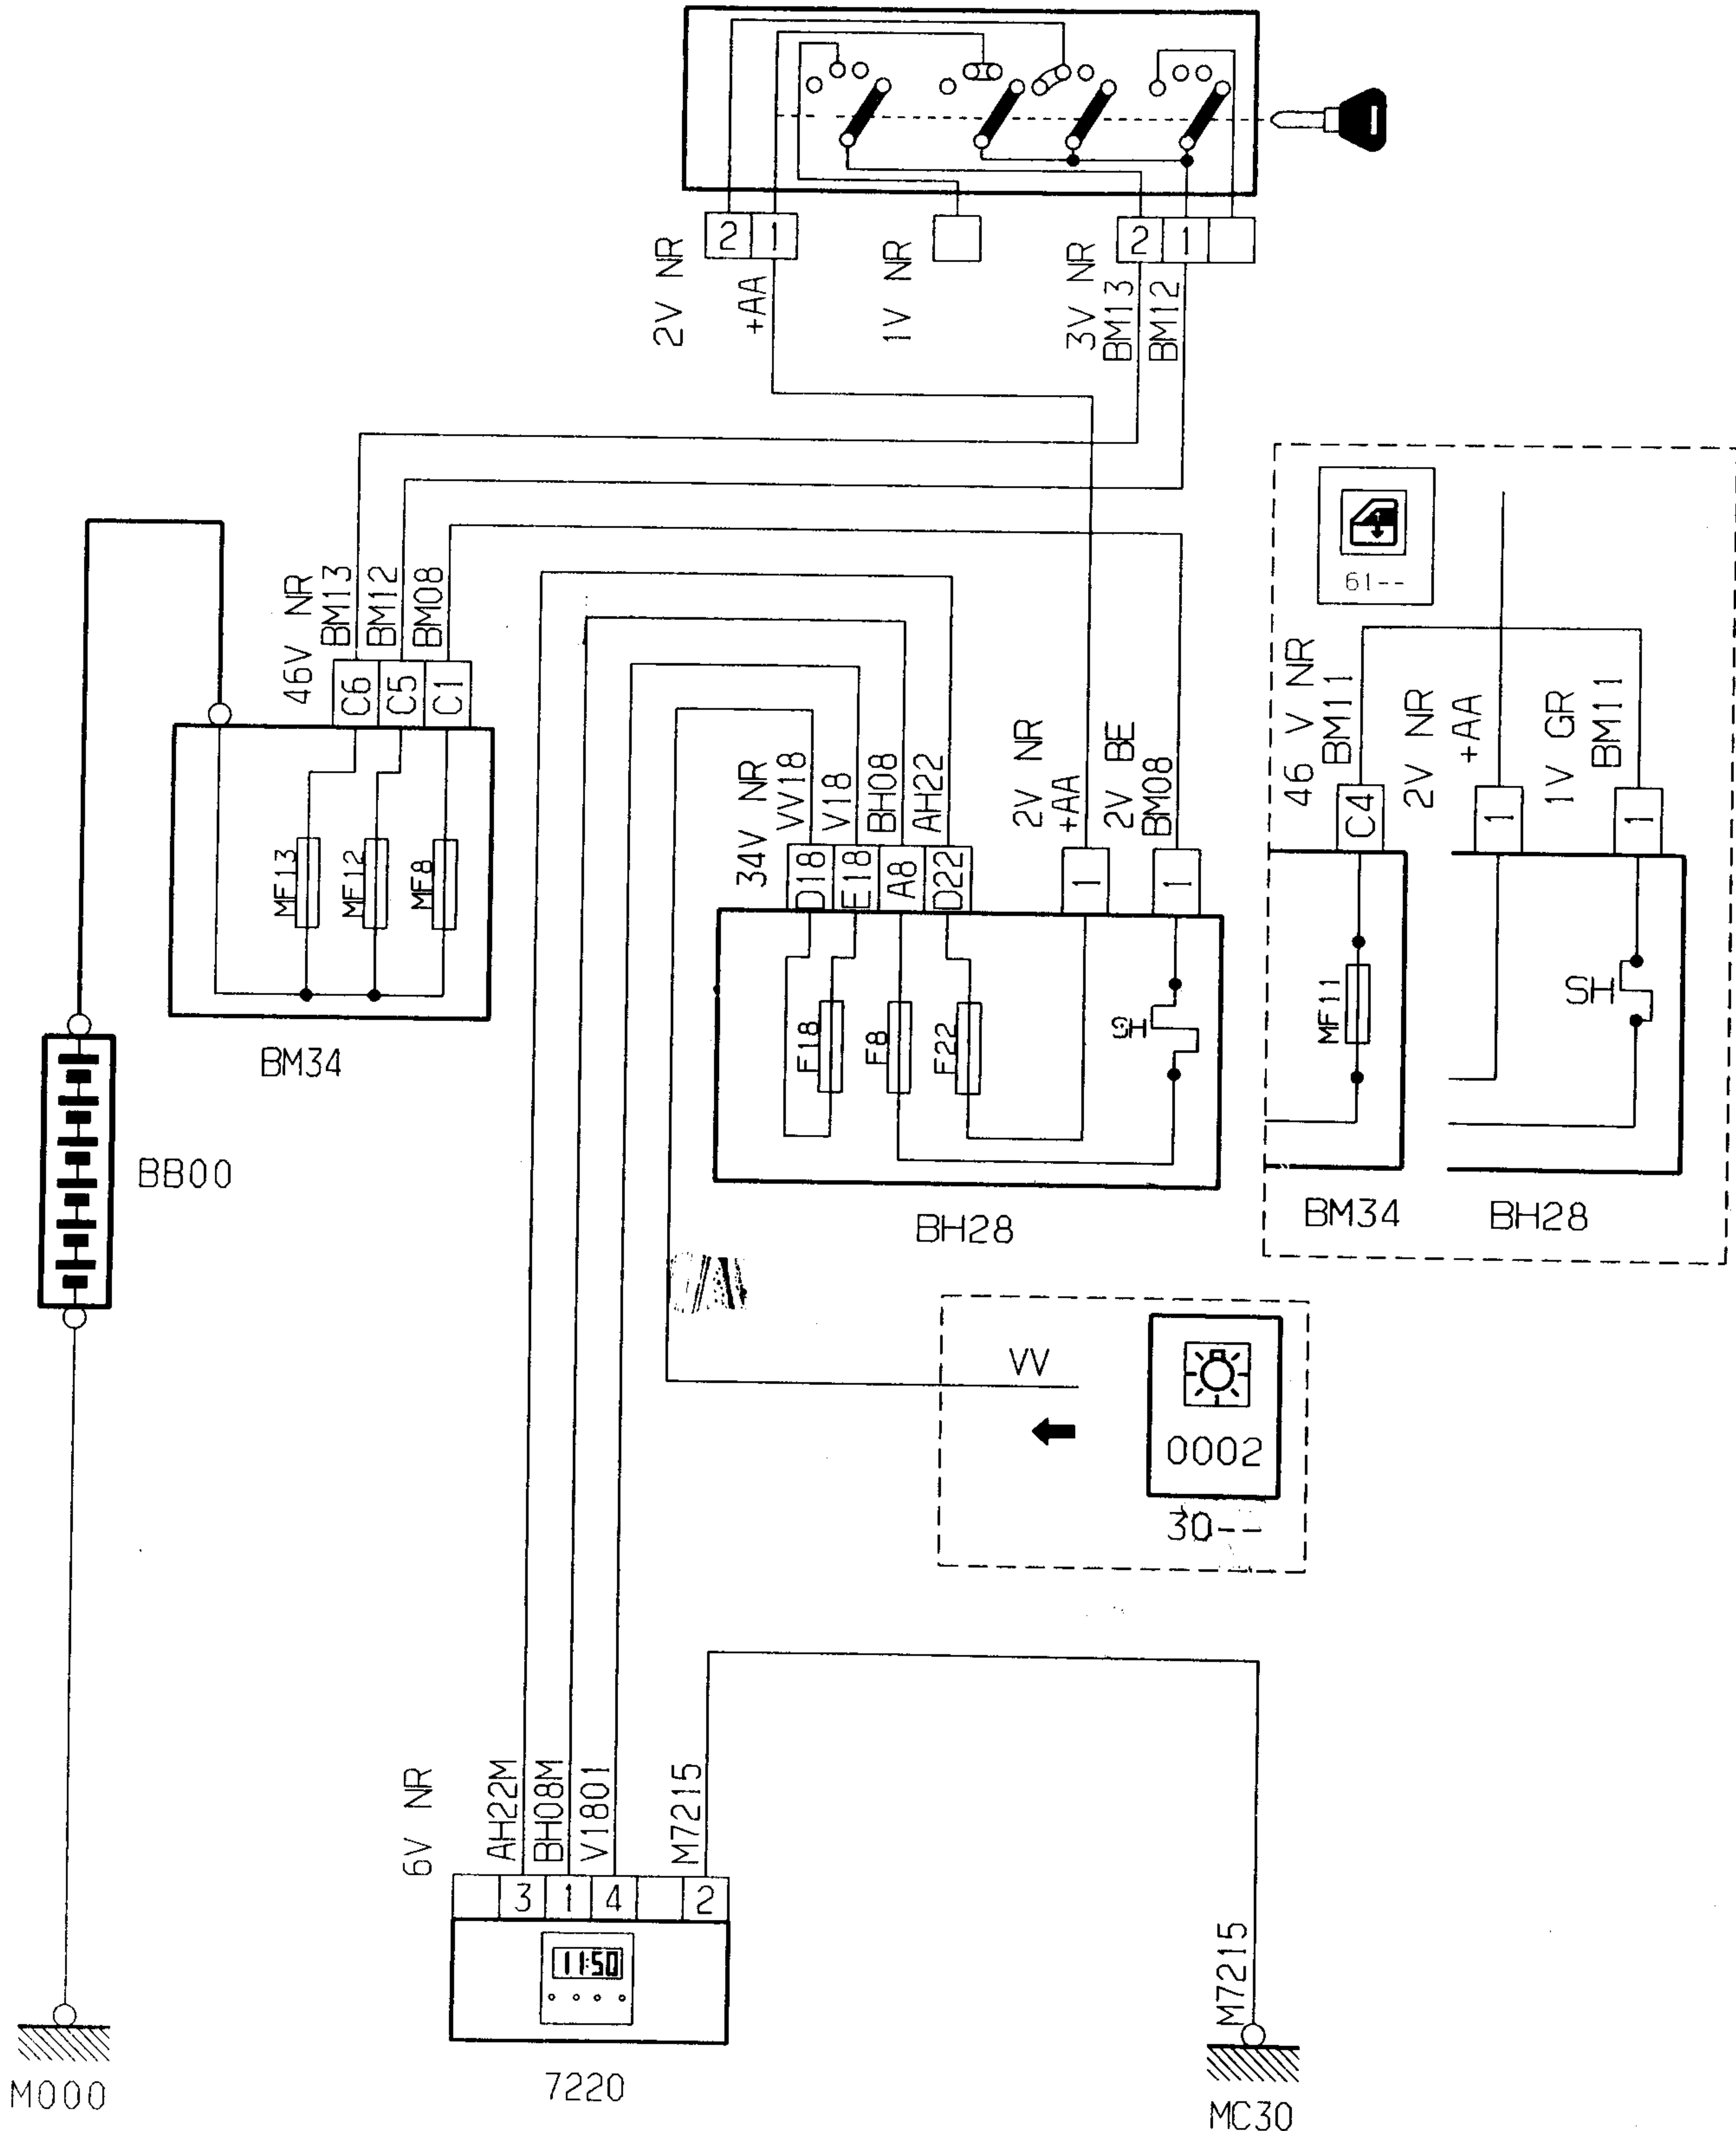 2
1
2
1
2V NR
+AA
1V NR
3V NR
BM13
BM12
61--
46V NR
BM13
BM12
BM08
C6
C5
C1
MF13
MF12
MF8
BM34
34V NR
VV18
V18
BH08
AH22
2V NR
+AA
2V BE
BM08
D18
E18
A8
D22
1
1
F18
F8
F22
SH
BH28
46 V NR
BM11
2V NR
+AA
1V GR
BM11
C4
1
1
MF11
SH
BM34
BH28
BB00
VV
0002
30--
6V NR
AH22M
BH08M
V1801
M7215
3
1
4
2
11:50
7220
M000
M7215
MC30